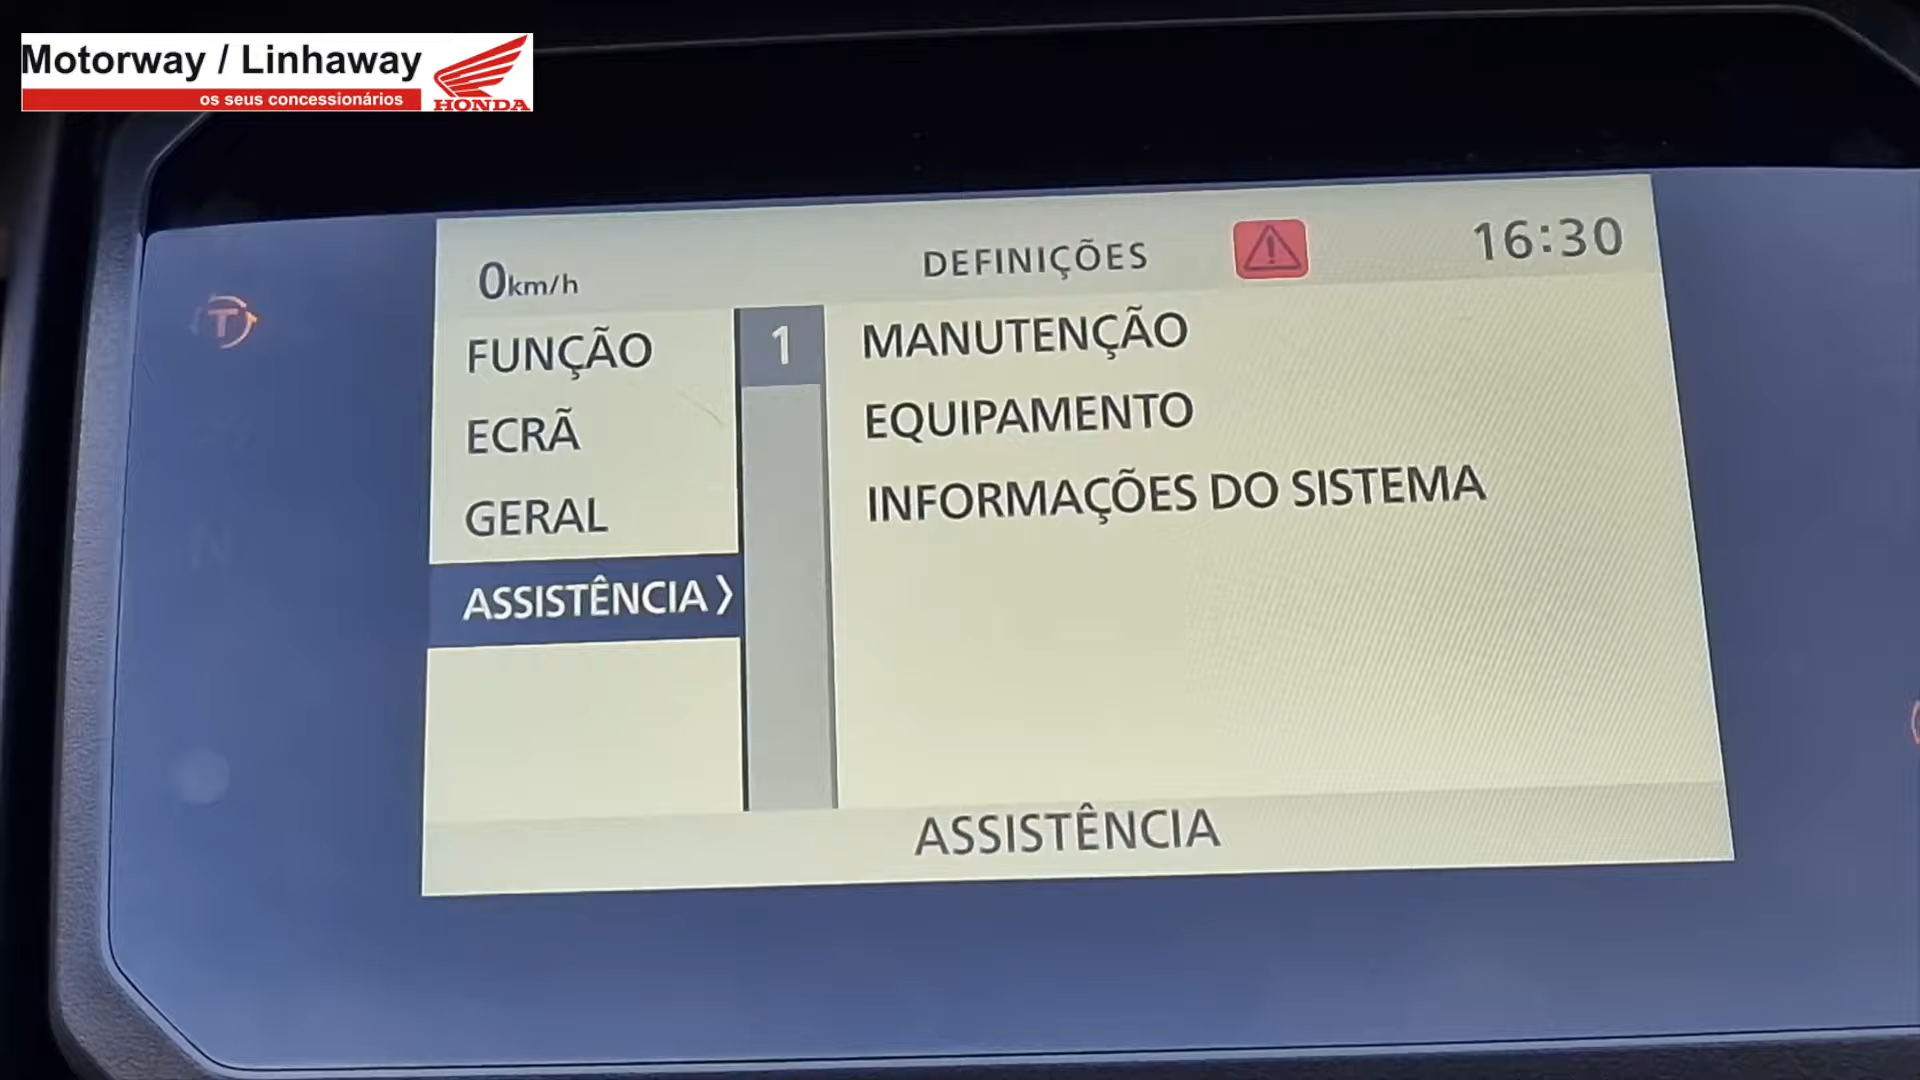 Motorway / Linhaway
os seus concessionários
HONDA
0km/h
DEFINIÇÕES
16:30
FUNÇÃO
ECRÃ
GERAL
ASSISTÊNCIA
1
MANUTENÇÃO
EQUIPAMENTO
INFORMAÇÕES DO SISTEMA
ASSISTÊNCIA
T